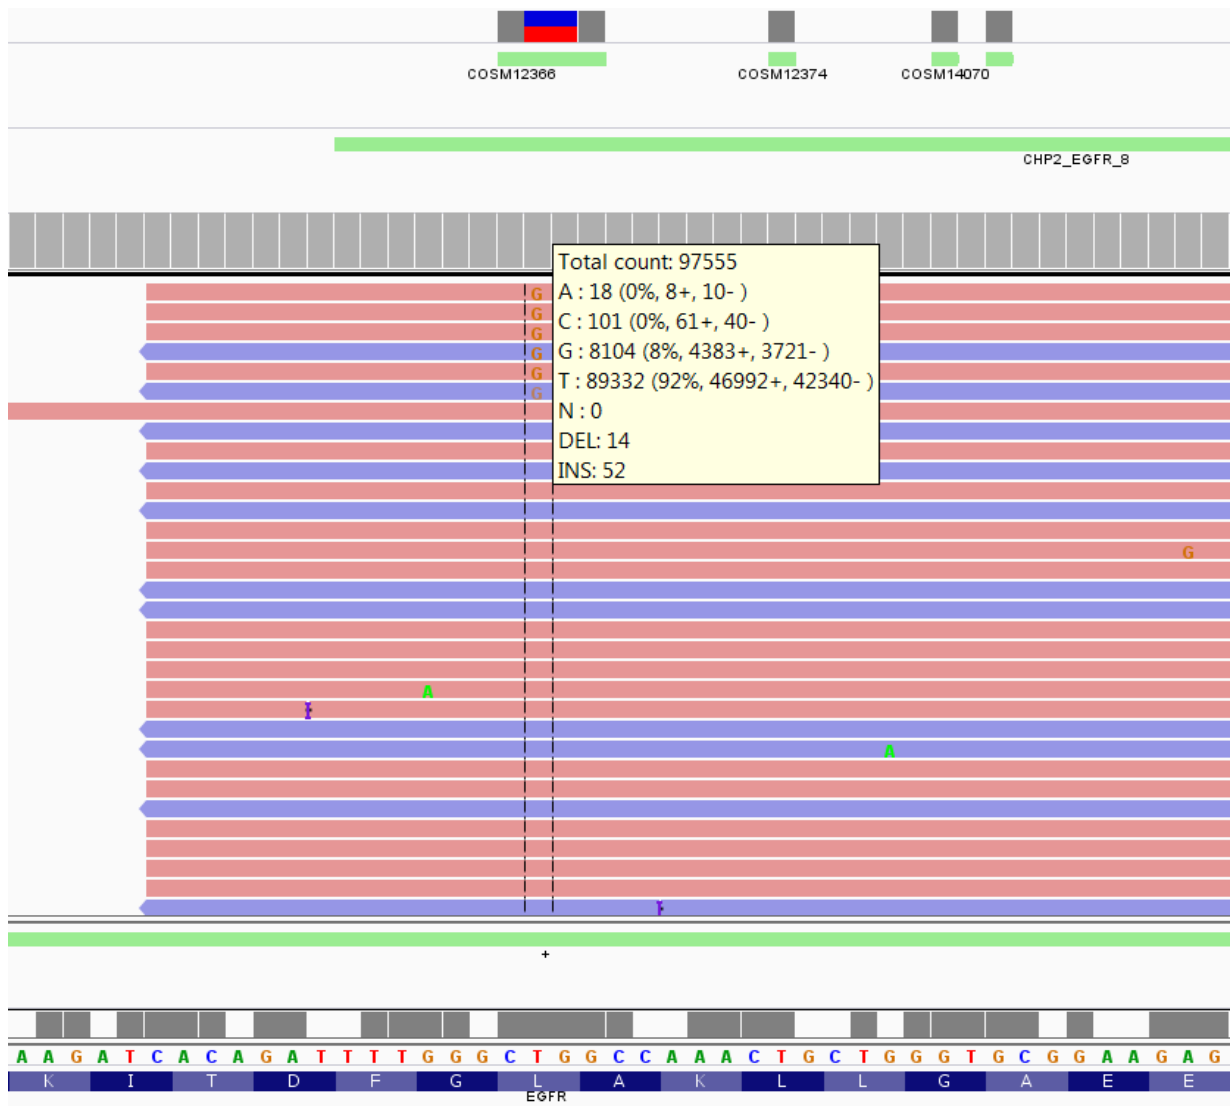 COSM12366 COSM12374 COSM14070
CHP2_EGFR_8
Total count: 97555
A : 18 (0%, 8+, 10- )
C : 101 (0%, 61+, 40- )
G : 8104 (8%, 4383+, 3721- )
T : 89332 (92%, 46992+, 42340- )
N : 0
DEL: 14
INS: 52
G
G
G
G
G
G
G
A
A
+
A A G A T C A C A G A T T T T G G G C T G G C C A A A C T G C T G G G T G C G G A A G A G
K I T D F G L A K L L G A E E
EGFR